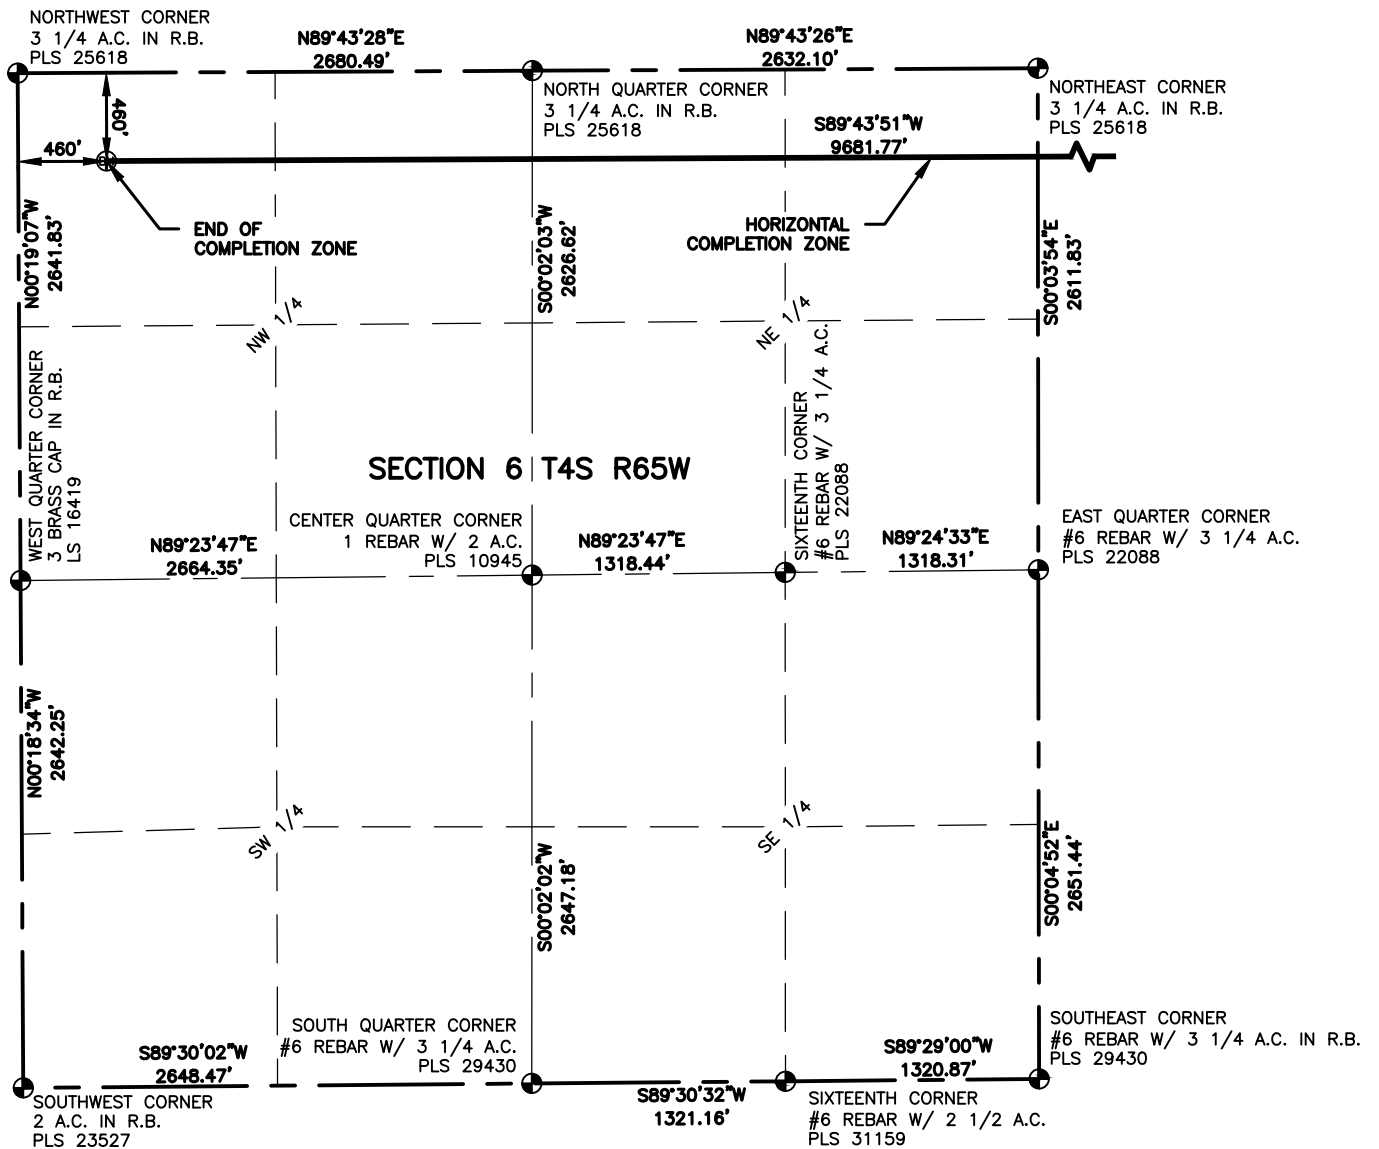 NORTHWEST CORNER
3 1/4 A.C. IN R.B.
PLS 25618
N89°43'28"E
2680.49'
N89°43'26"E
2632.10'
NORTH QUARTER CORNER
3 1/4 A.C. IN R.B.
PLS 25618
NORTHEAST CORNER
3 1/4 A.C. IN R.B.
PLS 25618
460'
460'
S89°43'51"W
9681.77'
END OF
COMPLETION ZONE
HORIZONTAL
COMPLETION ZONE
N00°19'07"W
2641.83'
S00°02'03"W
2626.62'
S00°03'54"E
2611.83'
NW 1/4
NE 1/4
WEST QUARTER CORNER
3 BRASS CAP IN R.B.
LS 16419
SIXTEENTH CORNER
#6 REBAR W/ 3 1/4 A.C.
PLS 22088
SECTION 6 T4S R65W
CENTER QUARTER CORNER
1 REBAR W/ 2 A.C.
PLS 10945
EAST QUARTER CORNER
#6 REBAR W/ 3 1/4 A.C.
PLS 22088
N89°23'47"E
2664.35'
N89°23'47"E
1318.44'
N89°24'33"E
1318.31'
N00°18'34"W
2642.25'
S00°02'02"W
2647.18'
S00°04'52"E
2651.44'
SW 1/4
SE 1/4
SOUTH QUARTER CORNER
#6 REBAR W/ 3 1/4 A.C.
PLS 29430
SOUTHEAST CORNER
#6 REBAR W/ 3 1/4 A.C. IN R.B.
PLS 29430
S89°30'02"W
2648.47'
S89°29'00"W
1320.87'
S89°30'32"W
1321.16'
SOUTHWEST CORNER
2 A.C. IN R.B.
PLS 23527
SIXTEENTH CORNER
#6 REBAR W/ 2 1/2 A.C.
PLS 31159